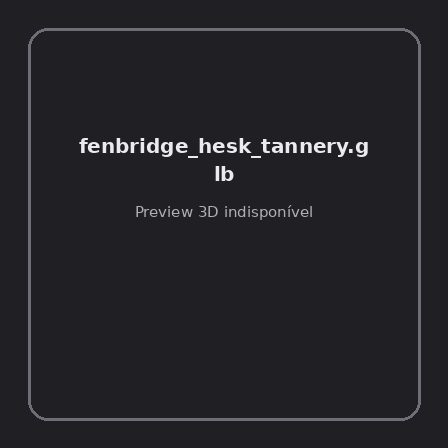 fenbridge_hesk_tannery.g
lb
Preview 3D indisponível